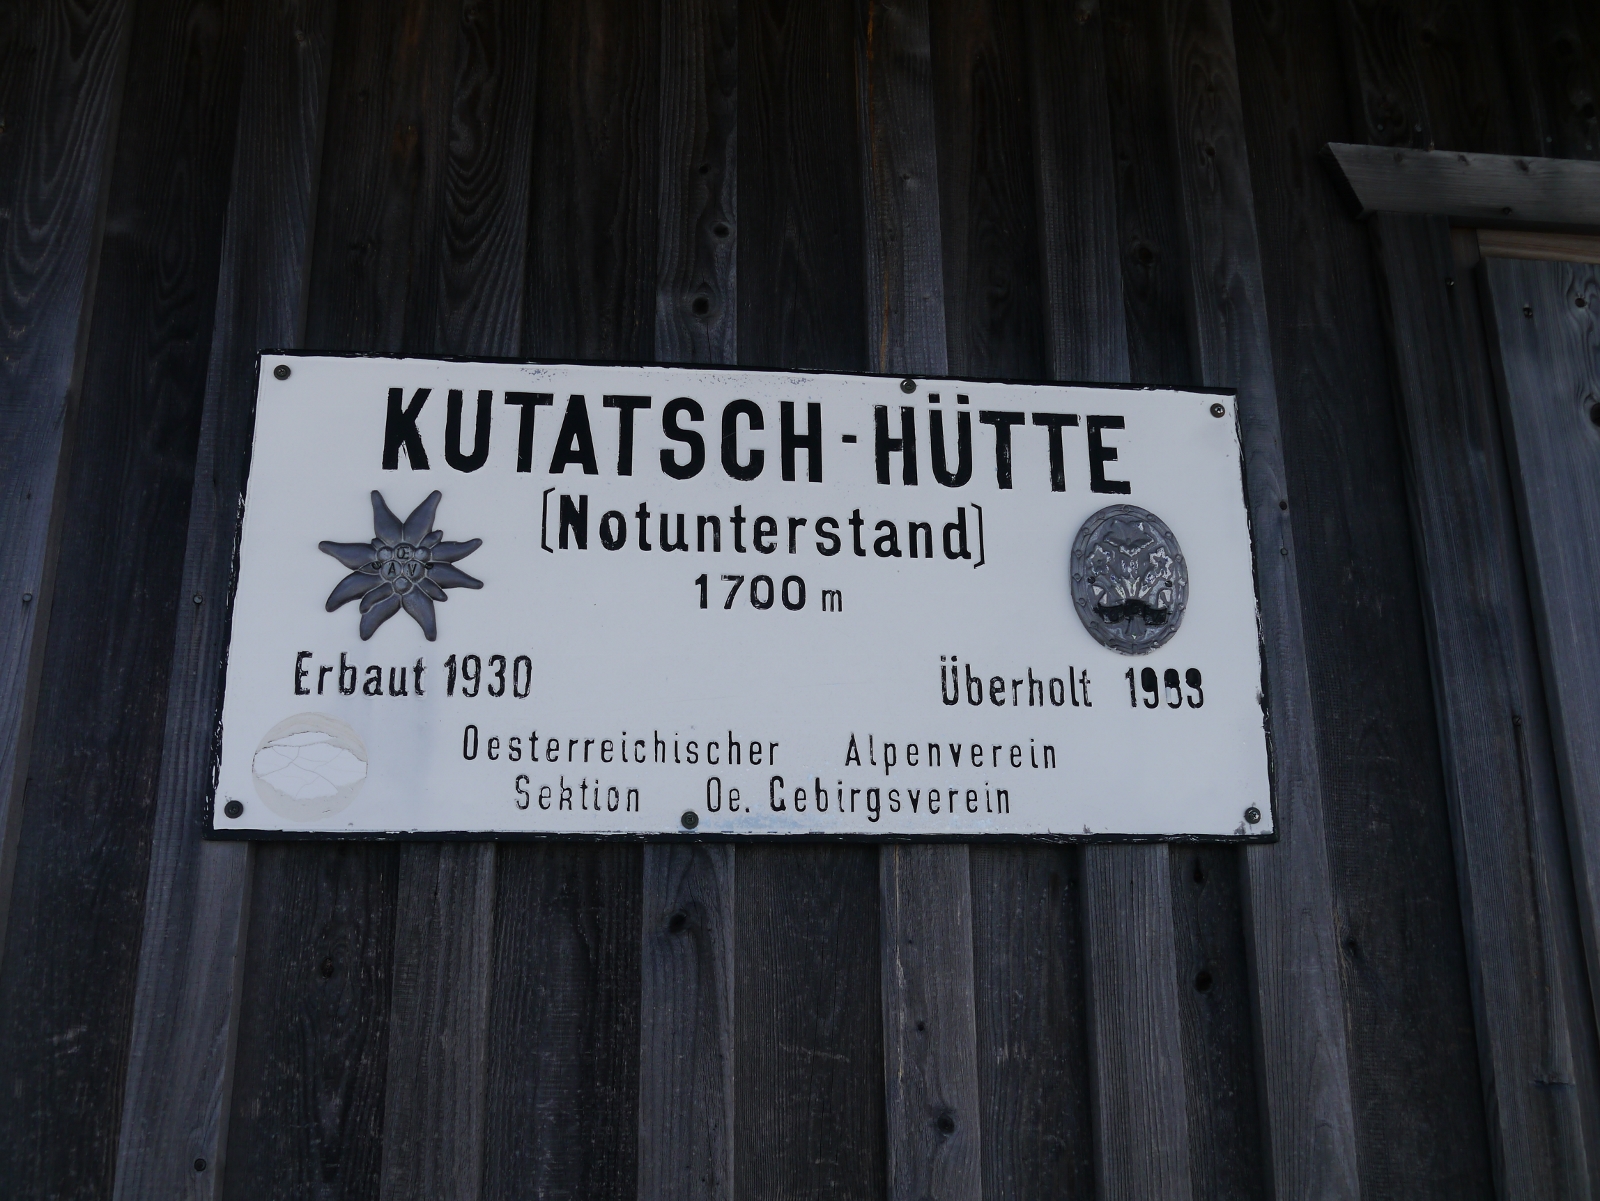 KUTATSCH-HÜTTE
[Notunterstand]
1700 m
Œ
A V
Erbaut 1930
Überholt
Oesterreichischer Alpenverein
Sektion Oe. Gebirgsverein